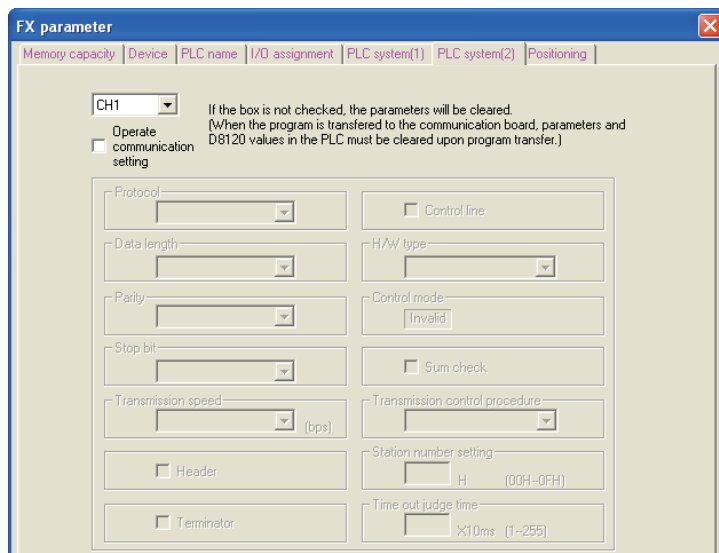 FX parameter
Memory capacity Device PLC name I/O assignment PLC system(1) PLC system(2) Positioning
CH1
If the box is not checked, the parameters will be cleared.
(When the program is transfered to the communication board, parameters and
D8120 values in the PLC must be cleared upon program transfer.)
Operate
communication
setting
Protocol
Control line
Data length
H/W type
Parity
Control mode
Invalid
Stop bit
Sum check
Transmission speed
(bps)
Transmission control procedure
Header
Station number setting
H (00H--0FH)
Terminator
Time out judge time
X10ms (1--255)